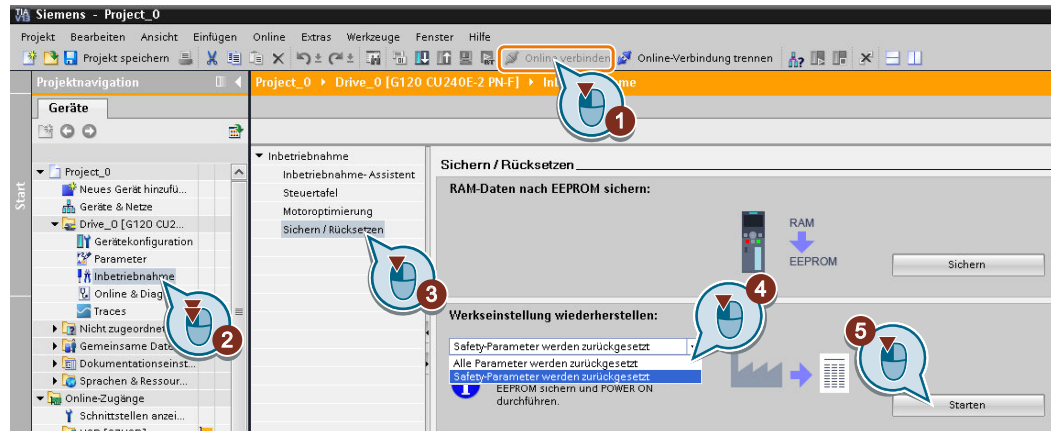 Siemens - Project_0
Projekt Bearbeiten Ansicht Einfügen Online Extras Werkzeuge Fenster Hilfe
Projekt speichern Online verbinden Online-Verbindung trennen
Projektnavigation
Project_0 Drive_0 [G120 CU240E-2 PN-F]
1
Geräte
Start
Project_0
Neues Gerät hinzufü...
Geräte & Netze
Drive_0 [G120 CU2...
Gerätekonfiguration
Parameter
Inbetriebnahme
Online & Diag
Traces
2
Nicht zugeordnet
Gemeinsame Date
Dokumentationseinst...
Sprachen & Ressour...
Online-Zugänge
Schnittstellen anzei...
Inbetriebnahme
Inbetriebnahme-Assistent
Steuertafel
Motoroptimierung
Sichern / Rücksetzen
3
Sichern / Rücksetzen
RAM-Daten nach EEPROM sichern:
RAM
EEPROM
Sichern
4
Werkseinstellung wiederherstellen:
5
Safety-Parameter werden zurückgesetzt
Alle Parameter werden zurückgesetzt
Safety-Parameter werden zurückgesetzt
EEPROM sichern und POWER ON
durchführen.
Starten